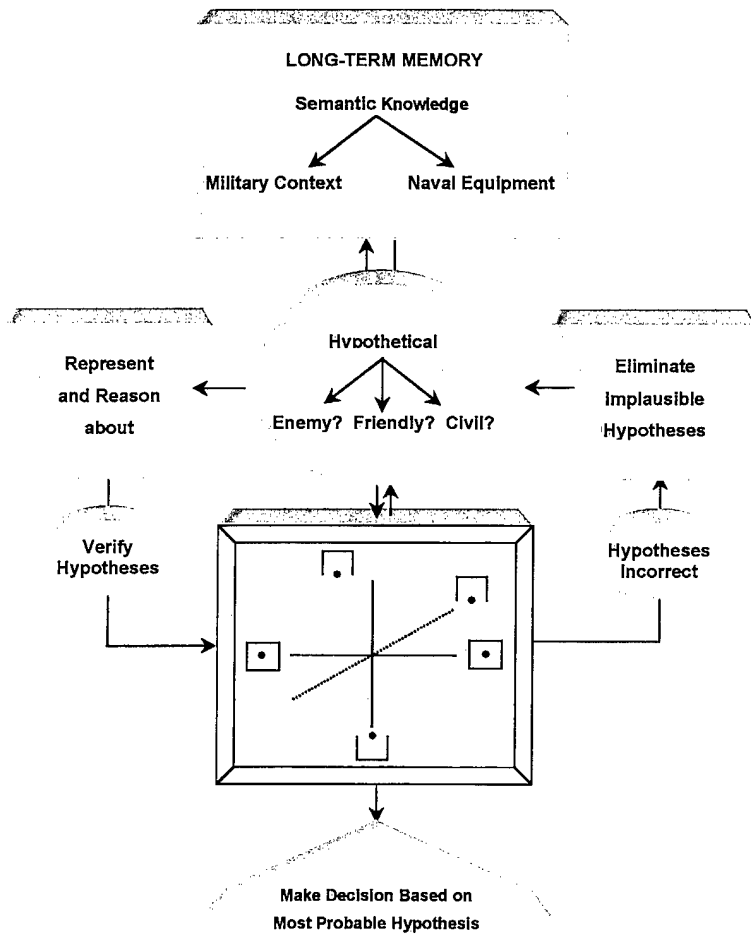 LONG-TERM MEMORY
Semantic Knowledge
Military Context
Naval Equipment
Hypothetical
Enemy? Friendly? Civil?
Represent
and Reason
about
Eliminate
Implausible
Hypotheses
Verify
Hypotheses
Hypotheses
Incorrect
Make Decision Based on
Most Probable Hypothesis